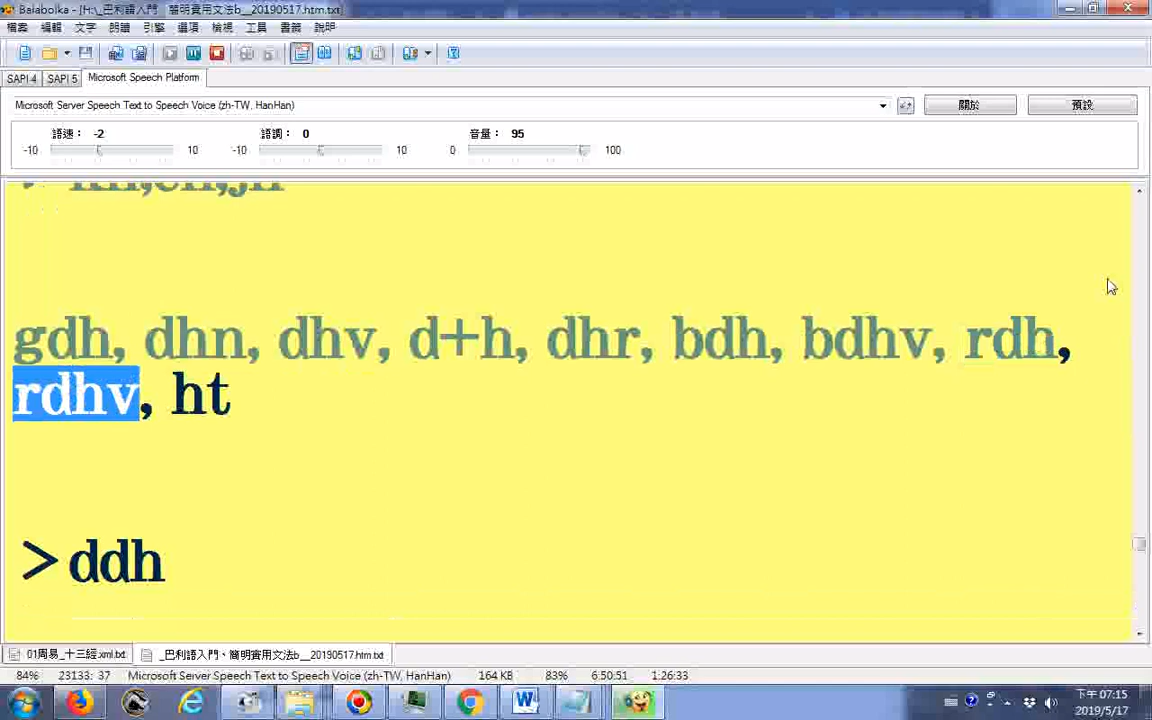 Balabolka - [H:\_巴利語入門、簡明實用文法b__20190517.htm.txt]
檔案 編輯 文字 朗讀 引擎 選項 檢視 工具 書籤 說明
SAPI 4 SAPI 5 Microsoft Speech Platform
Microsoft Server Speech Text to Speech Voice (zh-TW, HanHan) 關於 預設
語速： -2 語調： 0 音量： 95
-10 10 -10 10 0 100
gdh, dhn, dhv, d+h, dhr, bdh, bdhv, rdh,
rdhv, ht
> ddh
01周易_十三經.xml.txt _巴利語入門、簡明實用文法b__20190517.htm.txt
84% 23133: 37 Microsoft Server Speech Text to Speech Voice (zh-TW, HanHan) 164 KB 83% 6:50:51 1:26:33
下午 07:15
2019/5/17